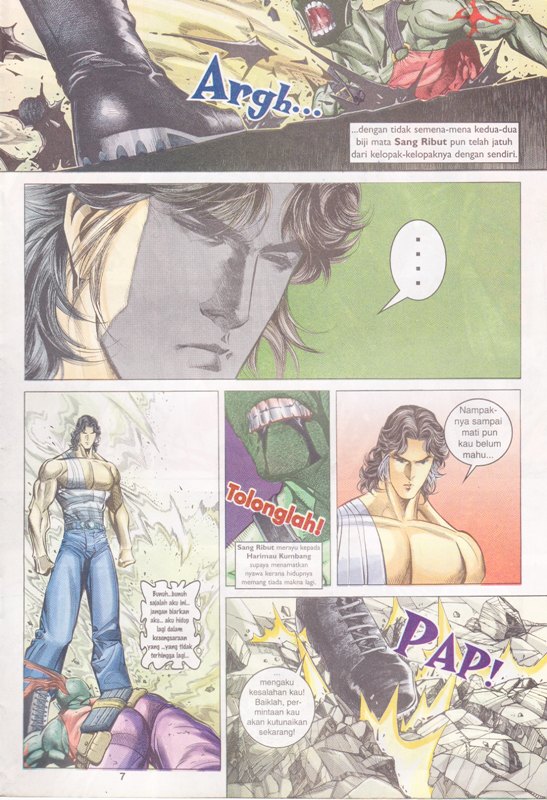 Argh...
...dengan tidak semena-mena kedua-dua
biji mata Sang Ribut pun telah jatuh
dari kelopak-kelopaknya dengan sendiri.
....
Tolonglah!
Sang Ribut merayu kepada
Harimau Kumbang
supaya menamatkan
nyawa kerana hidupnya
memang tiada makna lagi.
Nampak-
nya sampai
mati pun
kau belum
mahu...
Bunuh..bunuh
sajalah aku ini..
jangan biarkan
aku.. aku hidup
lagi dalam
kesengsaraan
yang ..yang tidak
terhingga lagi...
PAP!
... mengaku
kesalahan kau!
Baiklah, per-
mintaan kau
akan kutunaikan
sekarang!
7